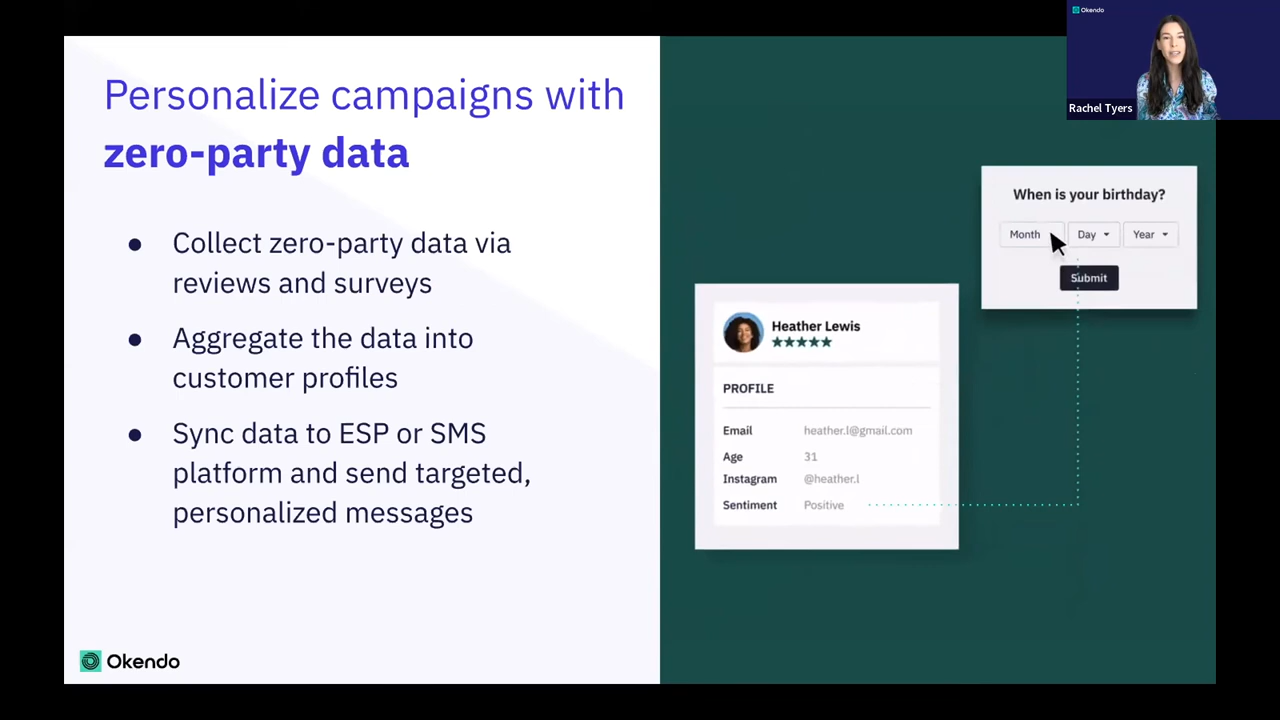 Personalize campaigns with
zero-party data
● Collect zero-party data via
reviews and surveys
● Aggregate the data into
customer profiles
● Sync data to ESP or SMS
platform and send targeted,
personalized messages
Okendo
Heather Lewis
★★★★★
PROFILE
Email heather.l@gmail.com
Age 31
Instagram @heather.l
Sentiment Positive
When is your birthday?
Month Day Year
Submit
Okendo
Rachel Tyers